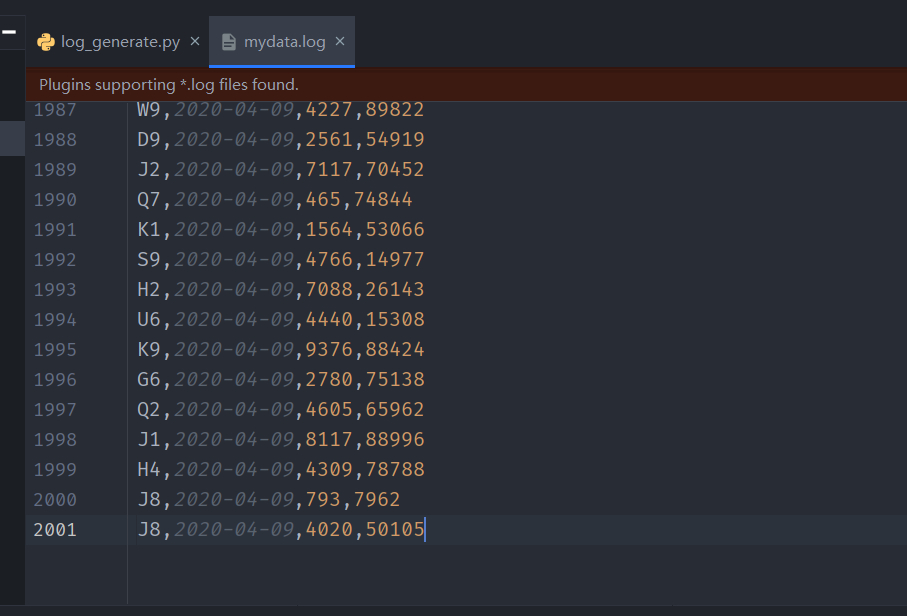 log_generate.py × mydata.log ×
Plugins supporting *.log files found.
1987 W9,2020-04-09,4227,89822
1988 D9,2020-04-09,2561,54919
1989 J2,2020-04-09,7117,70452
1990 Q7,2020-04-09,465,74844
1991 K1,2020-04-09,1564,53066
1992 S9,2020-04-09,4766,14977
1993 H2,2020-04-09,7088,26143
1994 U6,2020-04-09,4440,15308
1995 K9,2020-04-09,9376,88424
1996 G6,2020-04-09,2780,75138
1997 Q2,2020-04-09,4605,65962
1998 J1,2020-04-09,8117,88996
1999 H4,2020-04-09,4309,78788
2000 J8,2020-04-09,793,7962
2001 J8,2020-04-09,4020,50105